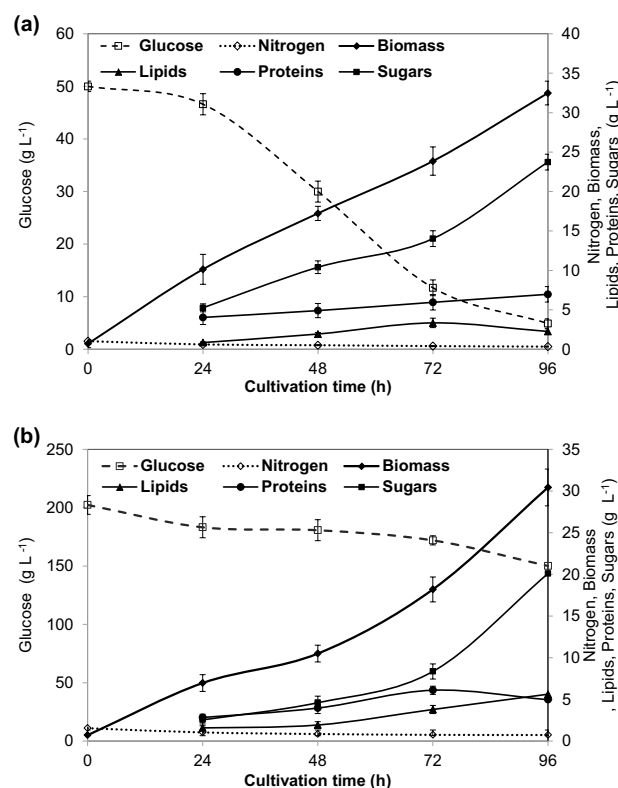 (a)
60
50
40
30
20
10
0
Glucose (g L-1)
Glucose Nitrogen Biomass
Lipids Proteins Sugars
40
35
30
25
20
15
10
5
0
Nitrogen, Biomass,
Lipids, Proteins, Sugars (g L-1)
0 24 48 72 96
Cultivation time (h)
(b)
250
200
150
100
50
0
Glucose (g L-1)
Glucose Nitrogen Biomass
Lipids Proteins Sugars
35
30
25
20
15
10
5
0
Nitrogen, Biomass
, Lipids, Proteins, Sugars (g L-1)
0 24 48 72 96
Cultivation time (h)